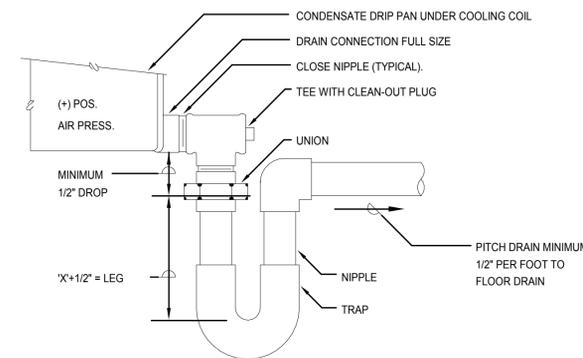 CONDENSATE DRIP PAN UNDER COOLING COIL
DRAIN CONNECTION FULL SIZE
CLOSE NIPPLE (TYPICAL).
TEE WITH CLEAN-OUT PLUG
(+) POS.
AIR PRESS.
UNION
MINIMUM
1/2" DROP
PITCH DRAIN MINIMUM
1/2" PER FOOT TO
FLOOR DRAIN
'X'+1/2" = LEG
NIPPLE
TRAP